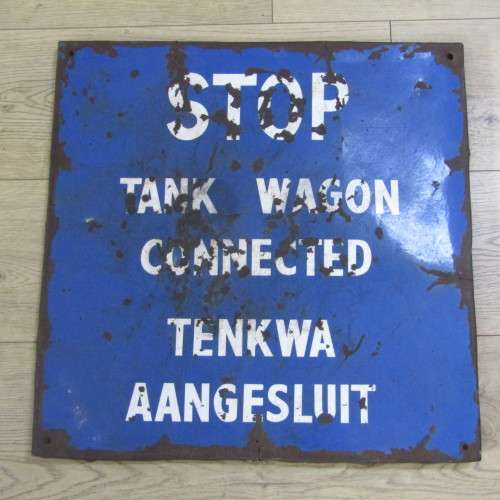 STOP
TANK WAGON
CONNECTED
TENKWA
AANGESLUIT